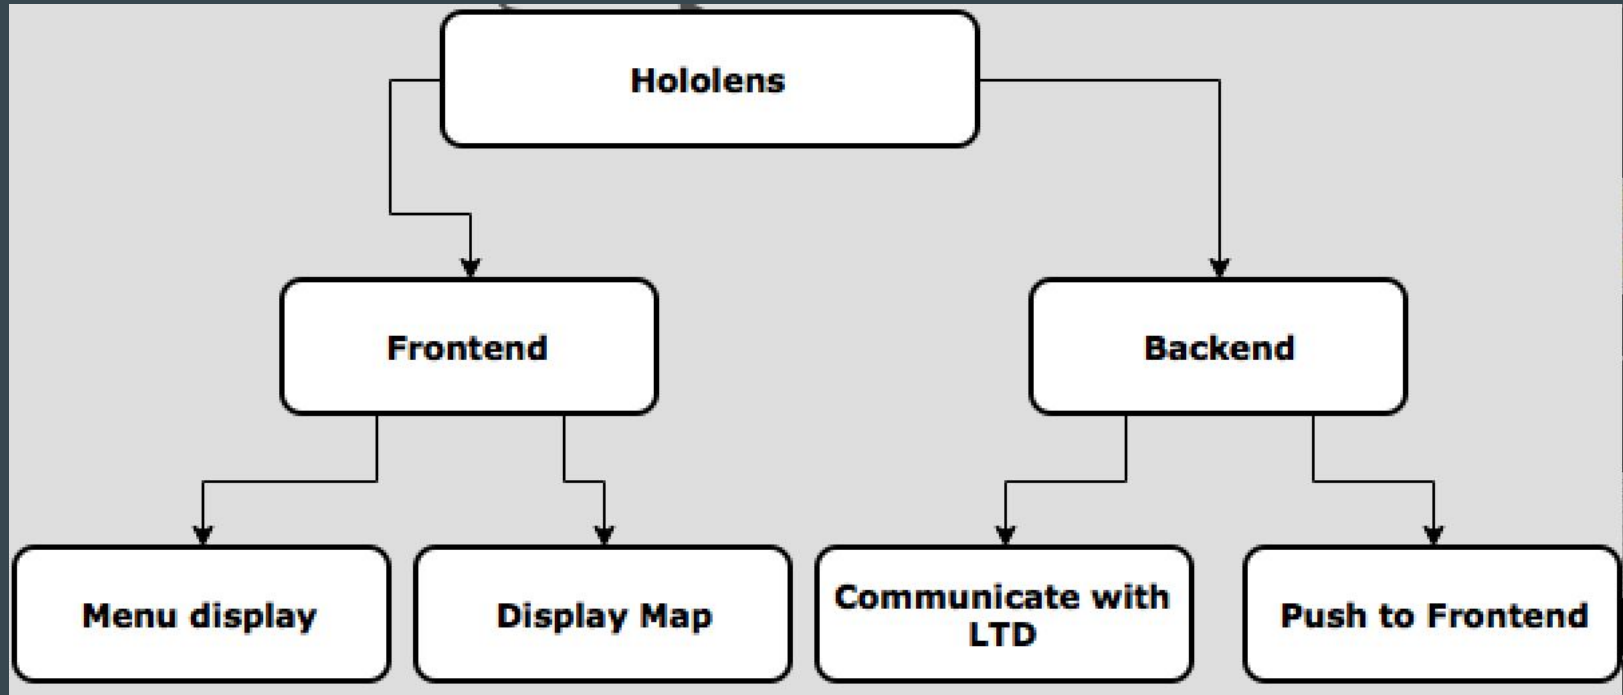 Hololens
Frontend
Backend
Menu display
Display Map
Communicate with
LTD
Push to Frontend